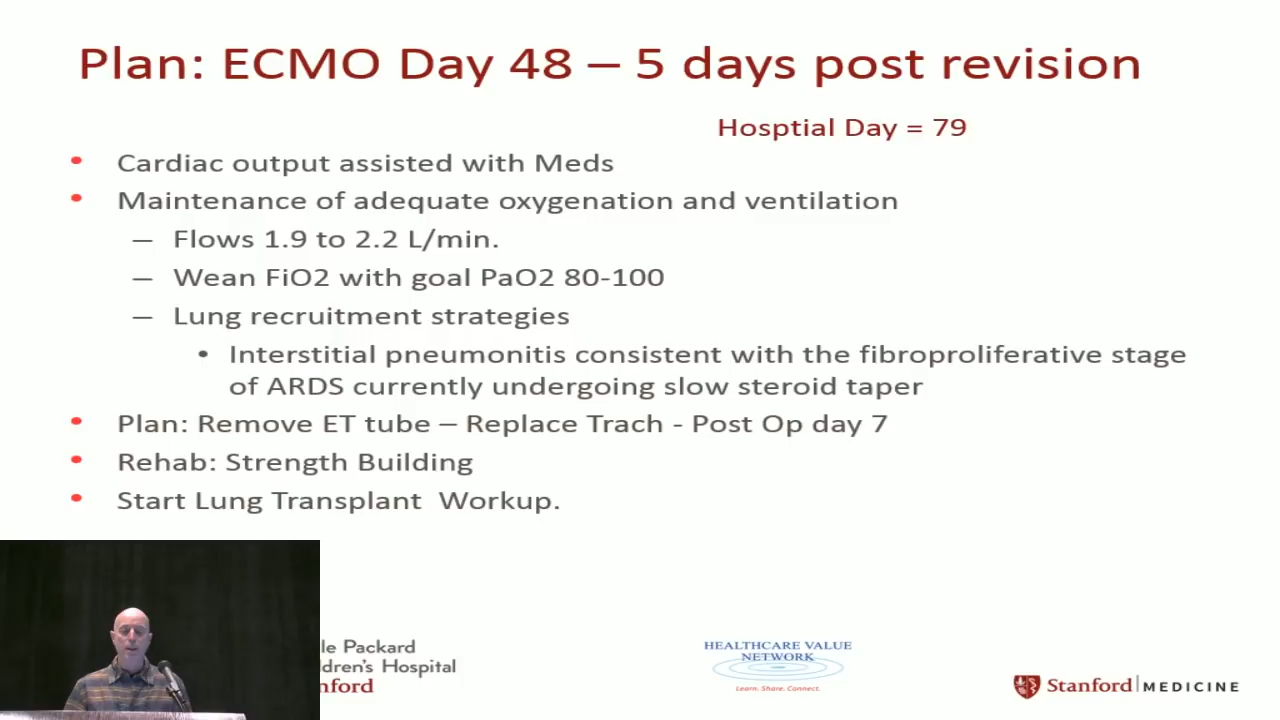 Plan: ECMO Day 48 – 5 days post revision
Hosptial Day = 79
• Cardiac output assisted with Meds
• Maintenance of adequate oxygenation and ventilation
– Flows 1.9 to 2.2 L/min.
– Wean FiO2 with goal PaO2 80-100
– Lung recruitment strategies
• Interstitial pneumonitis consistent with the fibroproliferative stage
of ARDS currently undergoing slow steroid taper
• Plan: Remove ET tube – Replace Trach - Post Op day 7
• Rehab: Strength Building
• Start Lung Transplant Workup.
le Packard
ldren's Hospital
nford
HEALTHCARE VALUE
NETWORK
Learn. Share. Connect.
Stanford MEDICINE